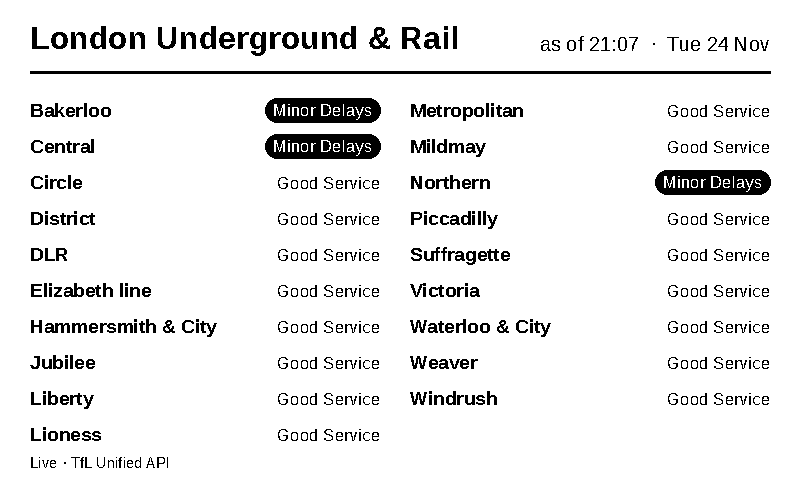 London Underground & Rail
as of 21:07 · Tue 24 Nov
Bakerloo Minor Delays
Central Minor Delays
Circle Good Service
District Good Service
DLR Good Service
Elizabeth line Good Service
Hammersmith & City Good Service
Jubilee Good Service
Liberty Good Service
Lioness Good Service
Metropolitan Good Service
Mildmay Good Service
Northern Minor Delays
Piccadilly Good Service
Suffragette Good Service
Victoria Good Service
Waterloo & City Good Service
Weaver Good Service
Windrush Good Service
Live · TfL Unified API